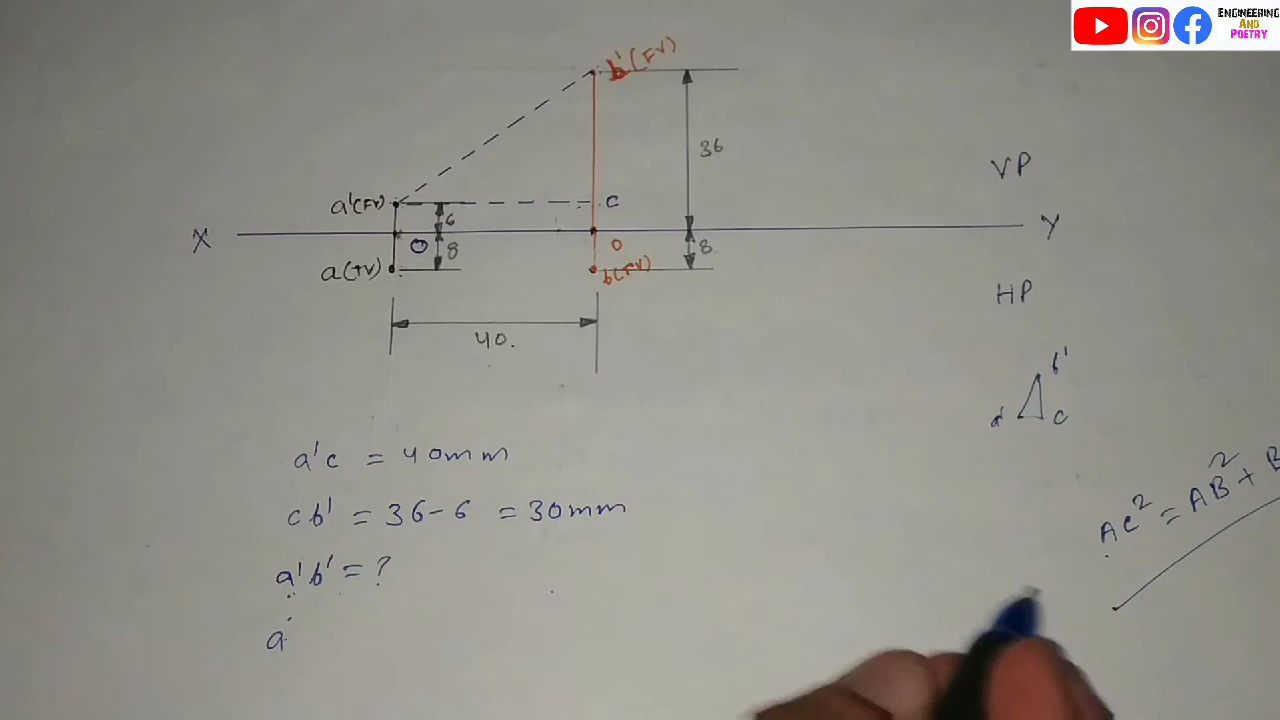 ENGINEERING
AND
POETRY
b'(FV)
36
VP
a'(FV)
6
c
X
Y
O
8
O
8
a(TV)
b(FV)
HP
40.
b'
a'
c
a'c = 40mm
cb' = 36-6 = 30mm
AC² = AB² + B
a'b' = ?
a